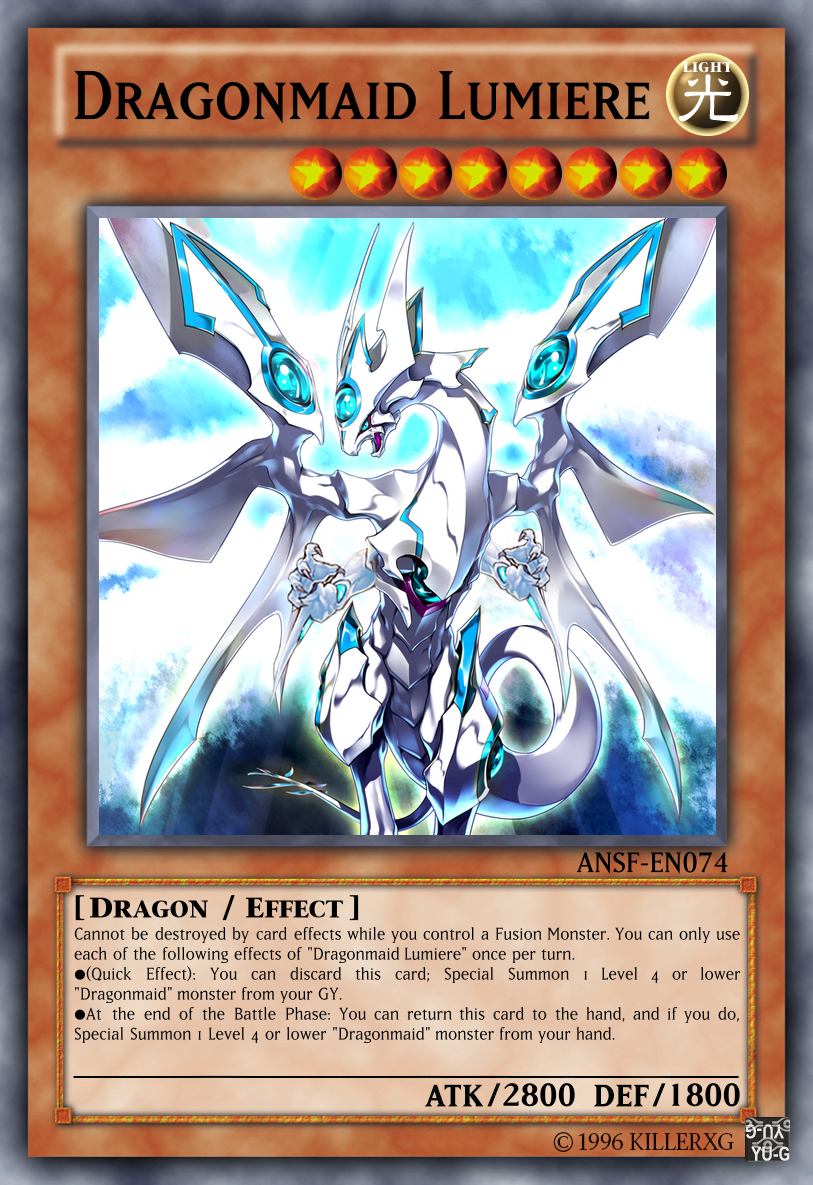 Dragonmaid Lumiere
LIGHT
光
ANSF-EN074
[ Dragon / Effect ]
Cannot be destroyed by card effects while you control a Fusion Monster. You can only use
each of the following effects of "Dragonmaid Lumiere" once per turn.
●(Quick Effect): You can discard this card; Special Summon 1 Level 4 or lower
"Dragonmaid" monster from your GY.
●At the end of the Battle Phase: You can return this card to the hand, and if you do,
Special Summon 1 Level 4 or lower "Dragonmaid" monster from your hand.
ATK/2800 DEF/1800
© 1996 KILLERXG
YU-G